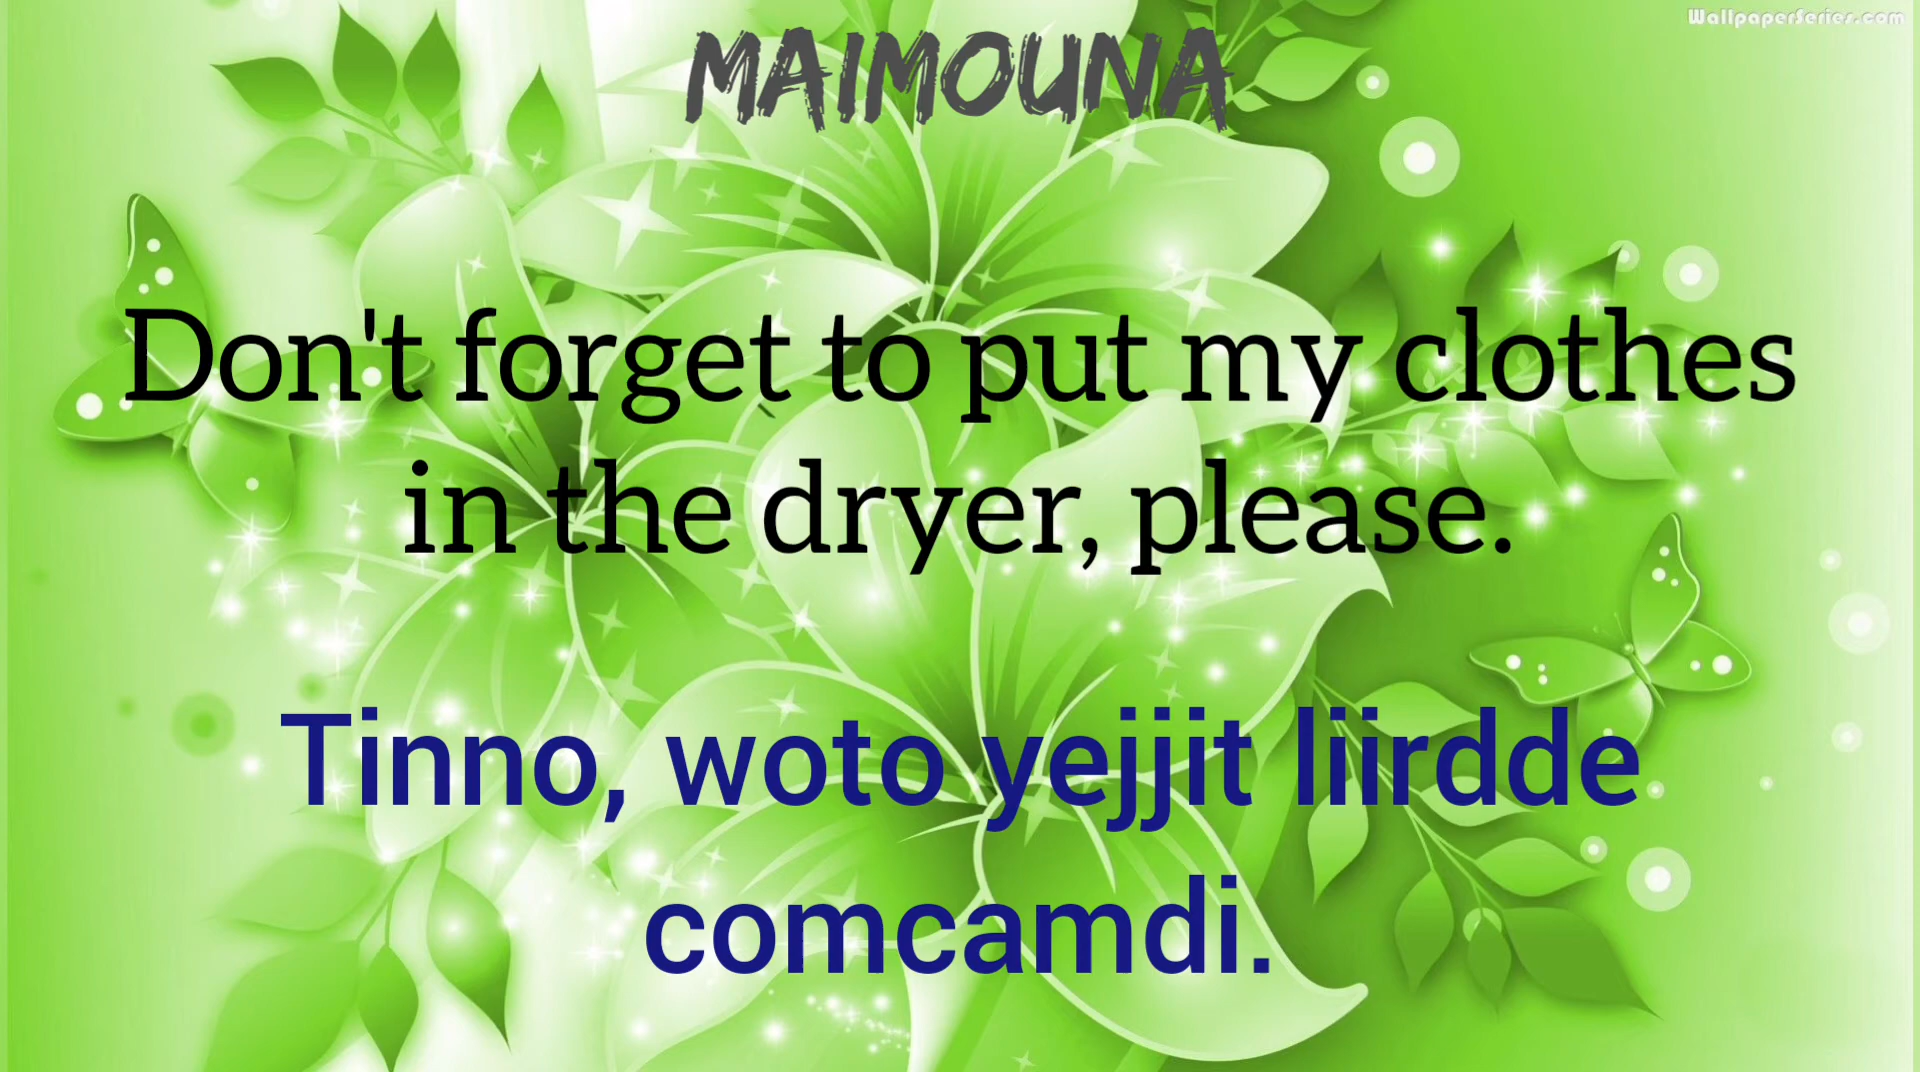 WallpaperSeries.com
MAIMOUNA
Don't forget to put my clothes
in the dryer, please.
Tinno, woto yejjit liirdde
comcamdi.